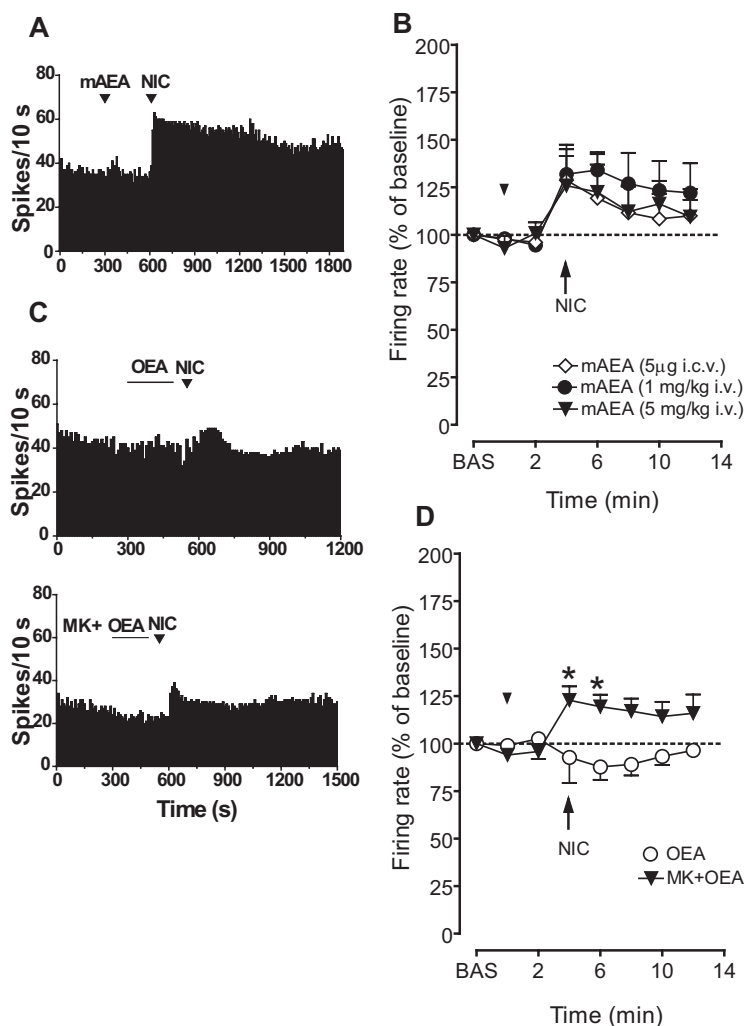 A
80
60
40
20
0
Spikes/10 s
mAEA NIC
0 300 600 900 1200 1500 1800
B
200
175
150
125
100
75
50
25
0
Firing rate (% of baseline)
NIC
mAEA (5µg i.c.v.)
mAEA (1 mg/kg i.v.)
mAEA (5 mg/kg i.v.)
BAS 2 6 10 14
Time (min)
C
80
60
40
20
0
Spikes/10 s
OEA NIC
0 300 600 900 1200
80
60
40
20
0
Spikes/10 s
MK+ OEA NIC
0 300 600 900 1200 1500
Time (s)
D
200
175
150
125
100
75
50
25
0
Firing rate (% of baseline)
* *
NIC
OEA
MK+OEA
BAS 2 6 10 14
Time (min)